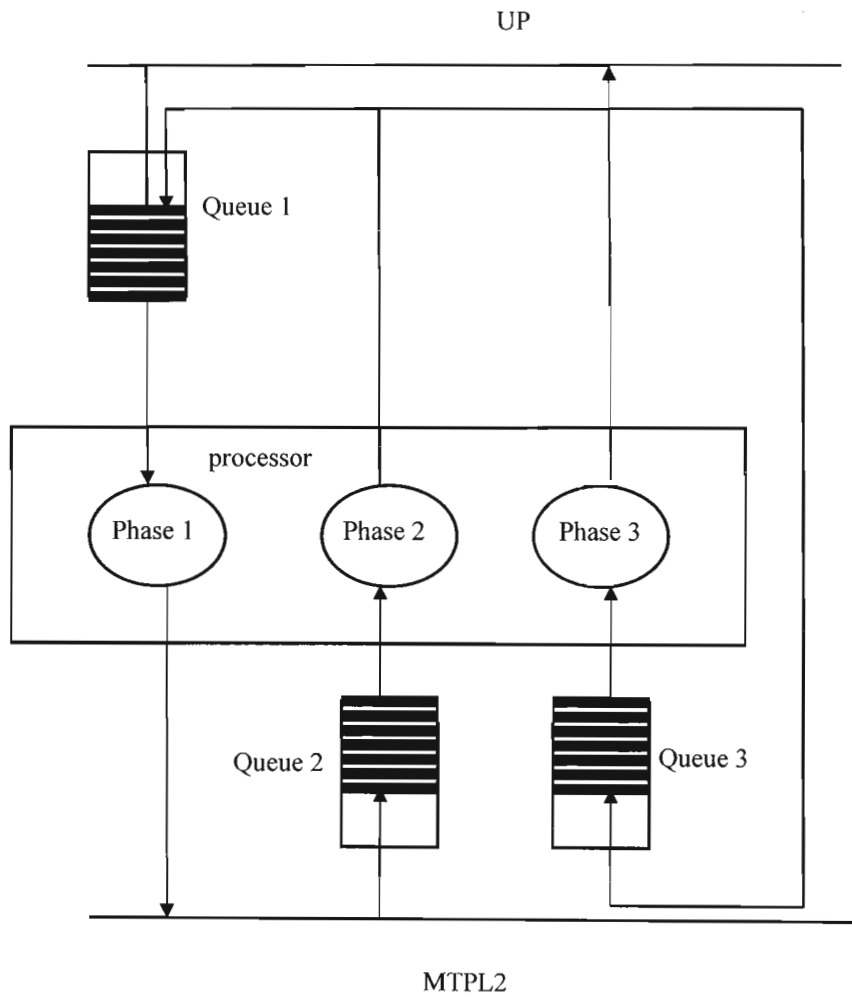 UP
Queue 1
processor
Phase 1
Phase 2
Phase 3
Queue 2
Queue 3
MTPL2